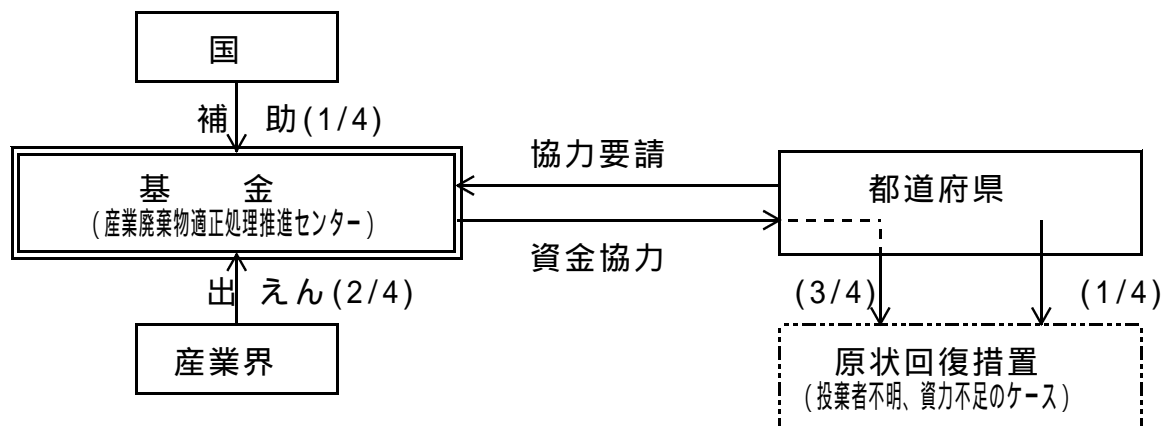 国
補 助(1/4)
基 金
(産業廃棄物適正処理推進センター)
出 えん(2/4)
産業界
協力要請
資金協力
都道府県
(3/4)
(1/4)
原状回復措置
(投棄者不明、資力不足のケース)